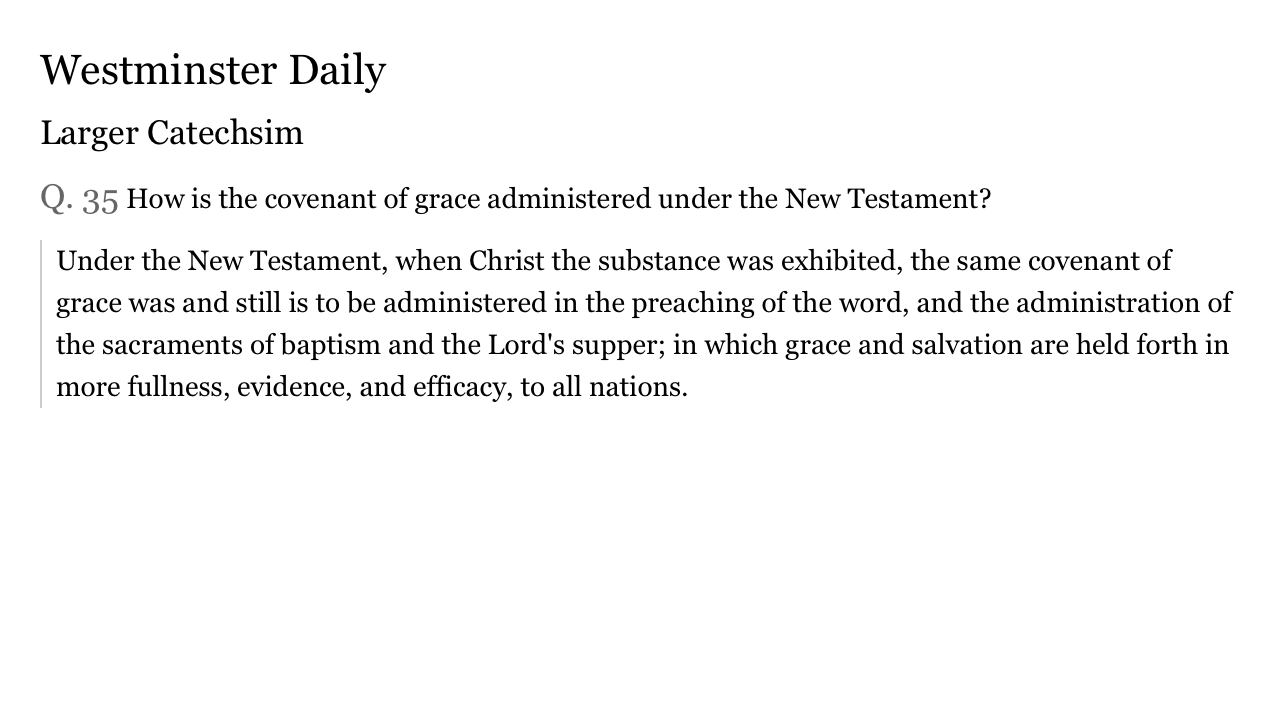 Westminster Daily
Larger Catechsim
Q. 35 How is the covenant of grace administered under the New Testament?
Under the New Testament, when Christ the substance was exhibited, the same covenant of
grace was and still is to be administered in the preaching of the word, and the administration of
the sacraments of baptism and the Lord's supper; in which grace and salvation are held forth in
more fullness, evidence, and efficacy, to all nations.